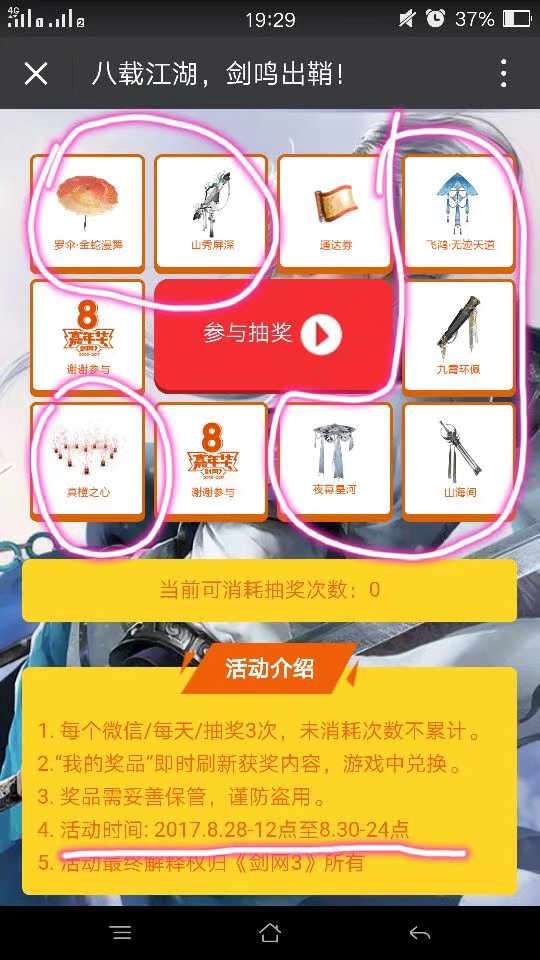 4G
2
19:29
37%
八载江湖，剑鸣出鞘！
罗伞·金蛇漫舞
山秀屏深
通达券
飞鸿·无迹天道
8
嘉年华
谢谢参与
参与抽奖
九霄环佩
真橙之心
8
嘉年华
谢谢参与
夜幕星河
山海间
当前可消耗抽奖次数：0
活动介绍
1. 每个微信/每天/抽奖3次，未消耗次数不累计。
2.“我的奖品”即时刷新获奖内容，游戏中兑换。
3. 奖品需妥善保管，谨防盗用。
4. 活动时间: 2017.8.28-12点至8.30-24点
5. 活动最终解释权归《剑网3》所有